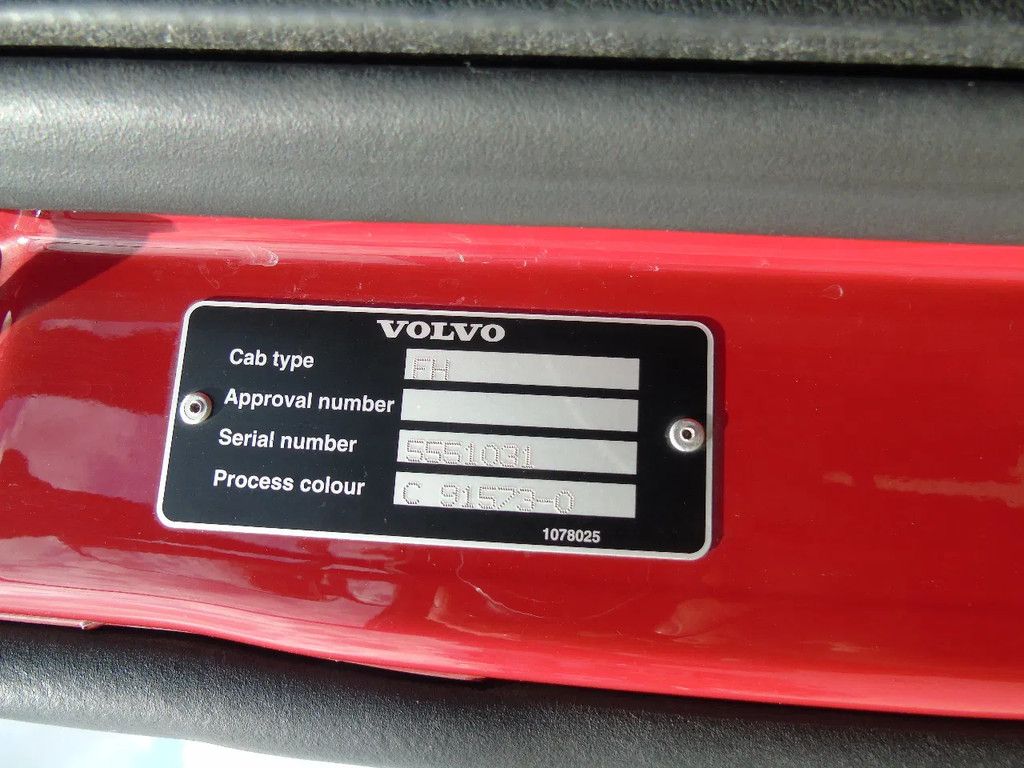 VOLVO
Cab type FH
Approval number
Serial number 5551031
Process colour C 91573-0
1078025